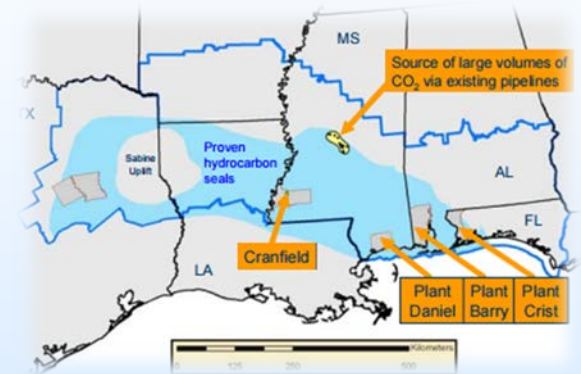 MS
Source of large volumes of
CO₂ via existing pipelines
TX
Proven
hydrocarbon
seals
Sabine
Uplift
AL
FL
Cranfield
LA
Plant
Daniel
Plant
Barry
Plant
Crist
Kilometers
0 125 250 500